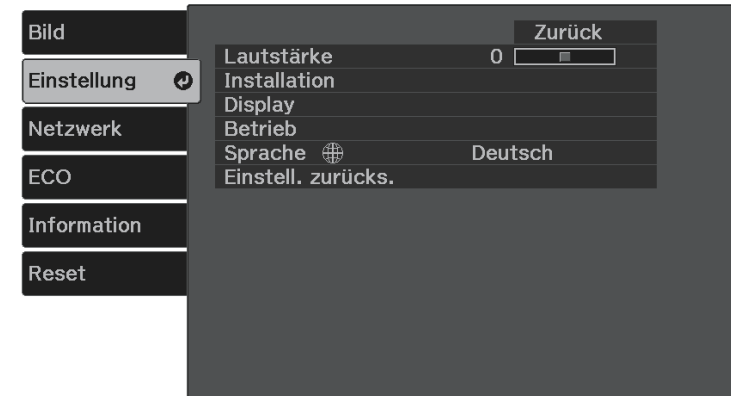 Bild
Einstellung
Netzwerk
ECO
Information
Reset
Zurück
Lautstärke 0
Installation
Display
Betrieb
Sprache Deutsch
Einstell. zurücks.